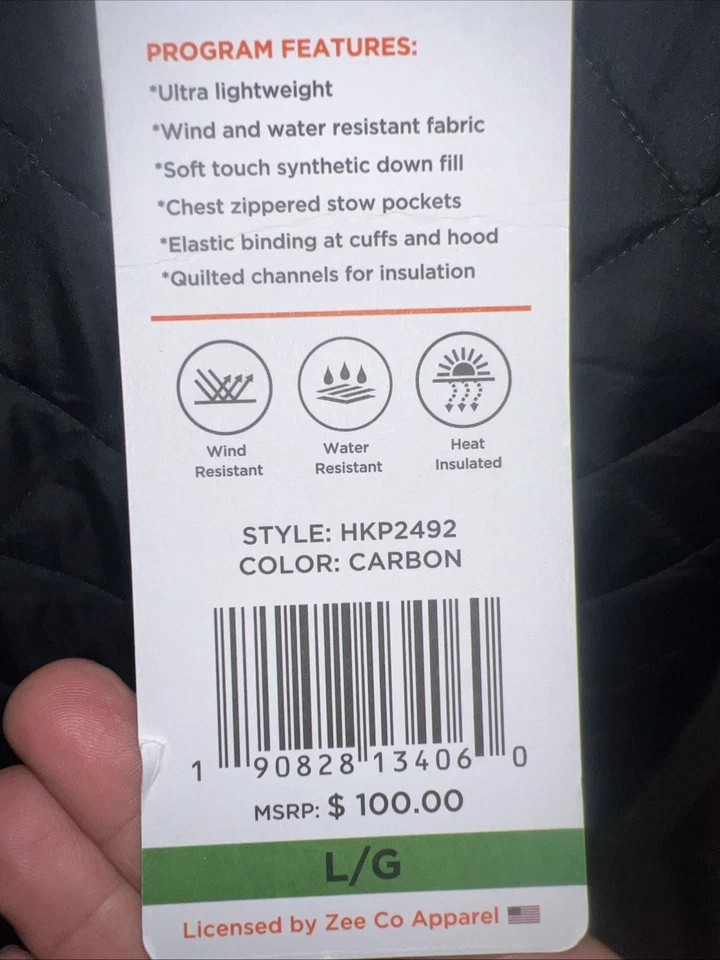 PROGRAM FEATURES:
*Ultra lightweight
*Wind and water resistant fabric
*Soft touch synthetic down fill
*Chest zippered stow pockets
*Elastic binding at cuffs and hood
*Quilted channels for insulation
Wind Resistant
Water Resistant
Heat Insulated
STYLE: HKP2492
COLOR: CARBON
1 90828 13406 0
MSRP: $ 100.00
L/G
Licensed by Zee Co Apparel